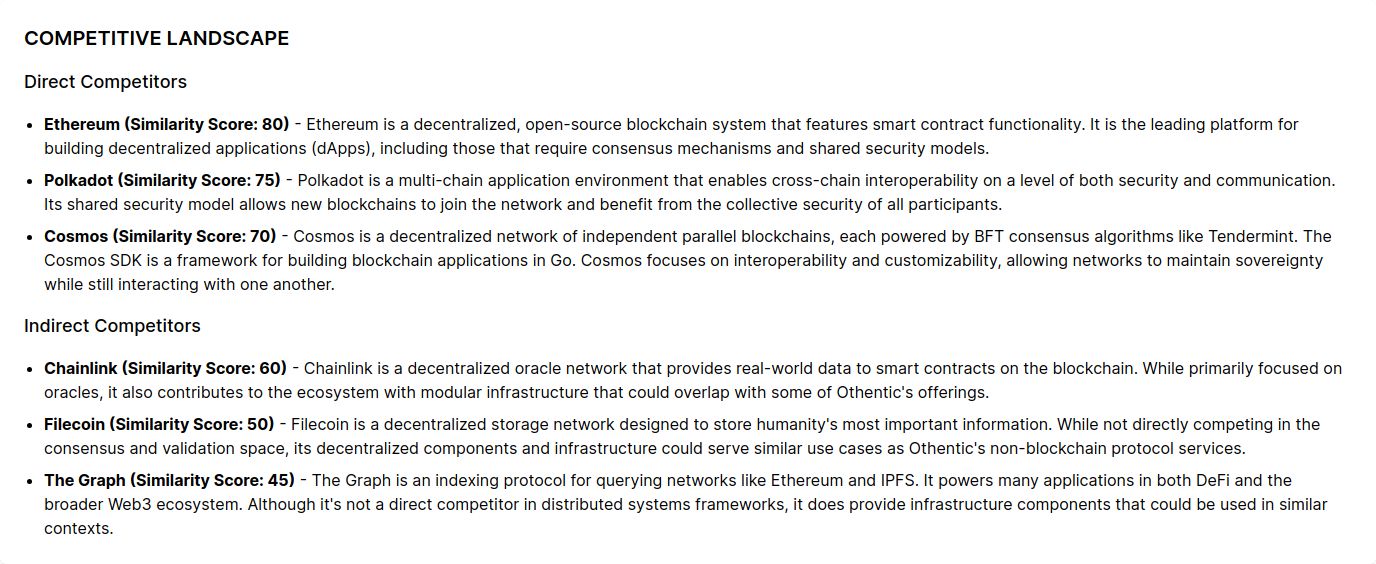 COMPETITIVE LANDSCAPE
Direct Competitors
• Ethereum (Similarity Score: 80) - Ethereum is a decentralized, open-source blockchain system that features smart contract functionality. It is the leading platform for
building decentralized applications (dApps), including those that require consensus mechanisms and shared security models.
• Polkadot (Similarity Score: 75) - Polkadot is a multi-chain application environment that enables cross-chain interoperability on a level of both security and communication.
Its shared security model allows new blockchains to join the network and benefit from the collective security of all participants.
• Cosmos (Similarity Score: 70) - Cosmos is a decentralized network of independent parallel blockchains, each powered by BFT consensus algorithms like Tendermint. The
Cosmos SDK is a framework for building blockchain applications in Go. Cosmos focuses on interoperability and customizability, allowing networks to maintain sovereignty
while still interacting with one another.
Indirect Competitors
• Chainlink (Similarity Score: 60) - Chainlink is a decentralized oracle network that provides real-world data to smart contracts on the blockchain. While primarily focused on
oracles, it also contributes to the ecosystem with modular infrastructure that could overlap with some of Othentic's offerings.
• Filecoin (Similarity Score: 50) - Filecoin is a decentralized storage network designed to store humanity's most important information. While not directly competing in the
consensus and validation space, its decentralized components and infrastructure could serve similar use cases as Othentic's non-blockchain protocol services.
• The Graph (Similarity Score: 45) - The Graph is an indexing protocol for querying networks like Ethereum and IPFS. It powers many applications in both DeFi and the
broader Web3 ecosystem. Although it's not a direct competitor in distributed systems frameworks, it does provide infrastructure components that could be used in similar
contexts.